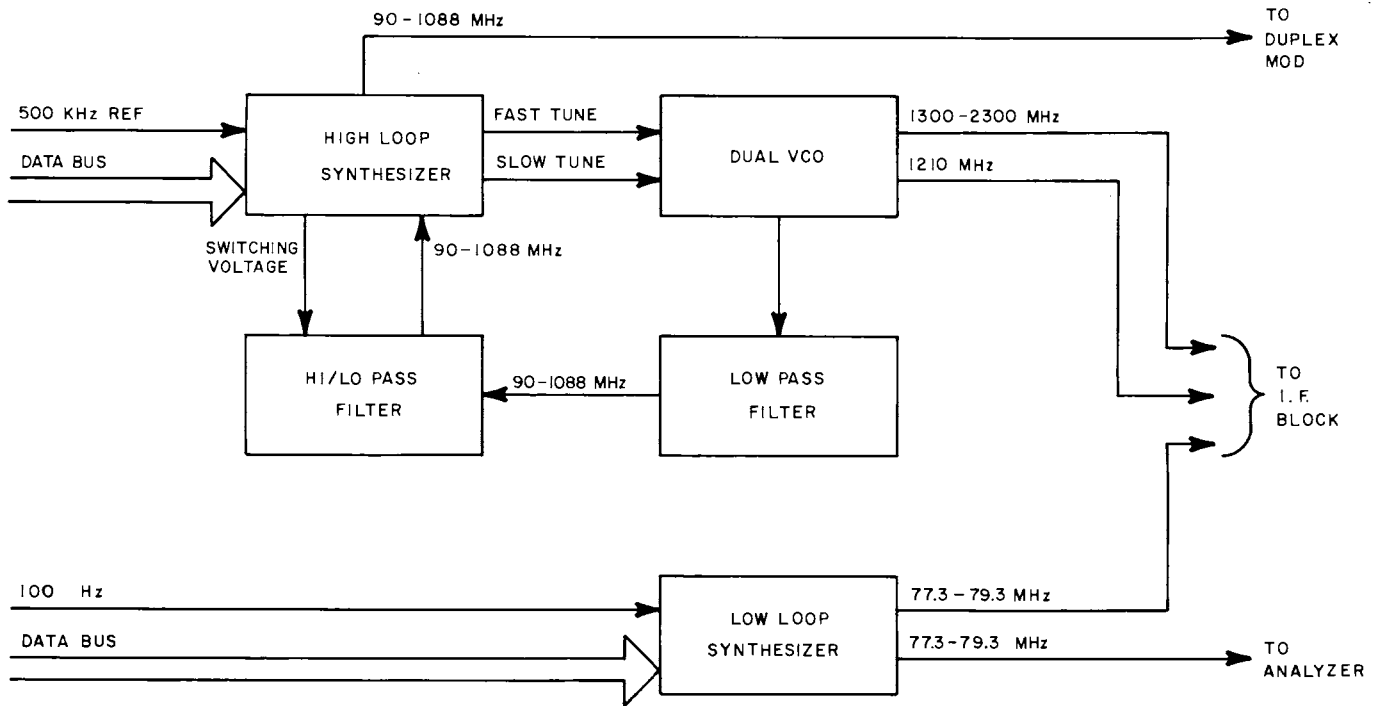 90-1088 MHz
TO
DUPLEX
MOD
500 KHz REF
DATA BUS
HIGH LOOP
SYNTHESIZER
FAST TUNE
SLOW TUNE
DUAL VCO
1300-2300 MHz
1210 MHz
SWITCHING
VOLTAGE
90-1088 MHz
HI/LO PASS
FILTER
90-1088 MHz
LOW PASS
FILTER
TO
I.F.
BLOCK
100 Hz
DATA BUS
LOW LOOP
SYNTHESIZER
77.3-79.3 MHz
77.3-79.3 MHz
TO
ANALYZER